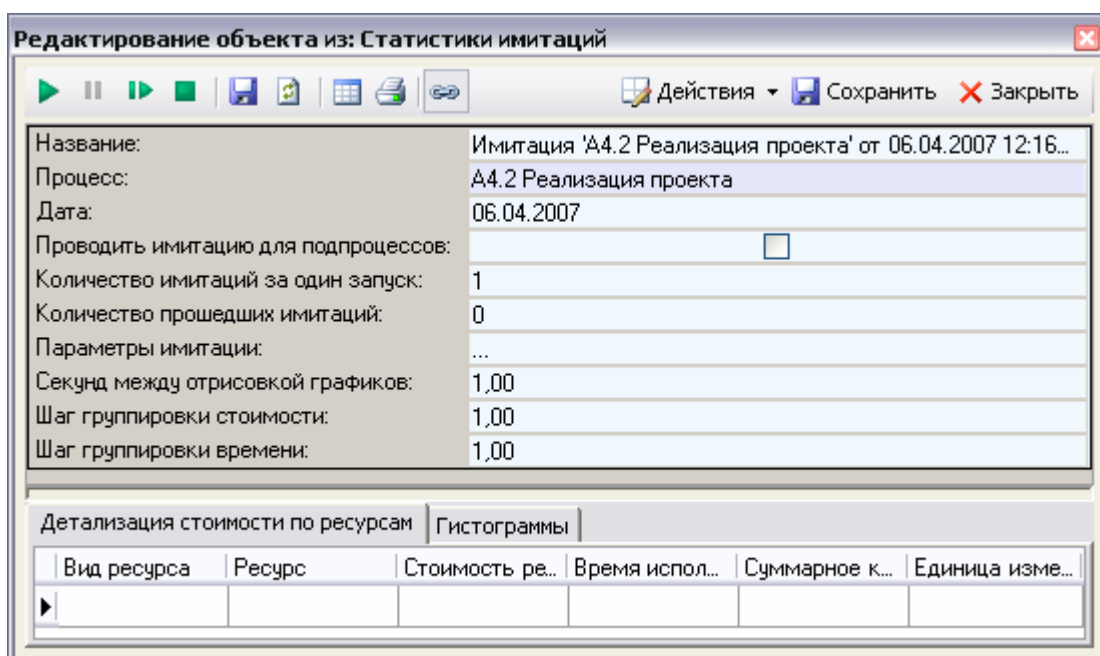 Редактирование объекта из: Статистики имитаций
Действия Сохранить Закрыть
Название: Имитация 'A4.2 Реализация проекта' от 06.04.2007 12:16...
Процесс: A4.2 Реализация проекта
Дата: 06.04.2007
Проводить имитацию для подпроцессов:
Количество имитаций за один запуск: 1
Количество прошедших имитаций: 0
Параметры имитации: ...
Секунд между отрисовкой графиков: 1,00
Шаг группировки стоимости: 1,00
Шаг группировки времени: 1,00
Детализация стоимости по ресурсам Гистограммы
Вид ресурса Ресурс Стоимость ре... Время испол... Суммарное к... Единица изме...